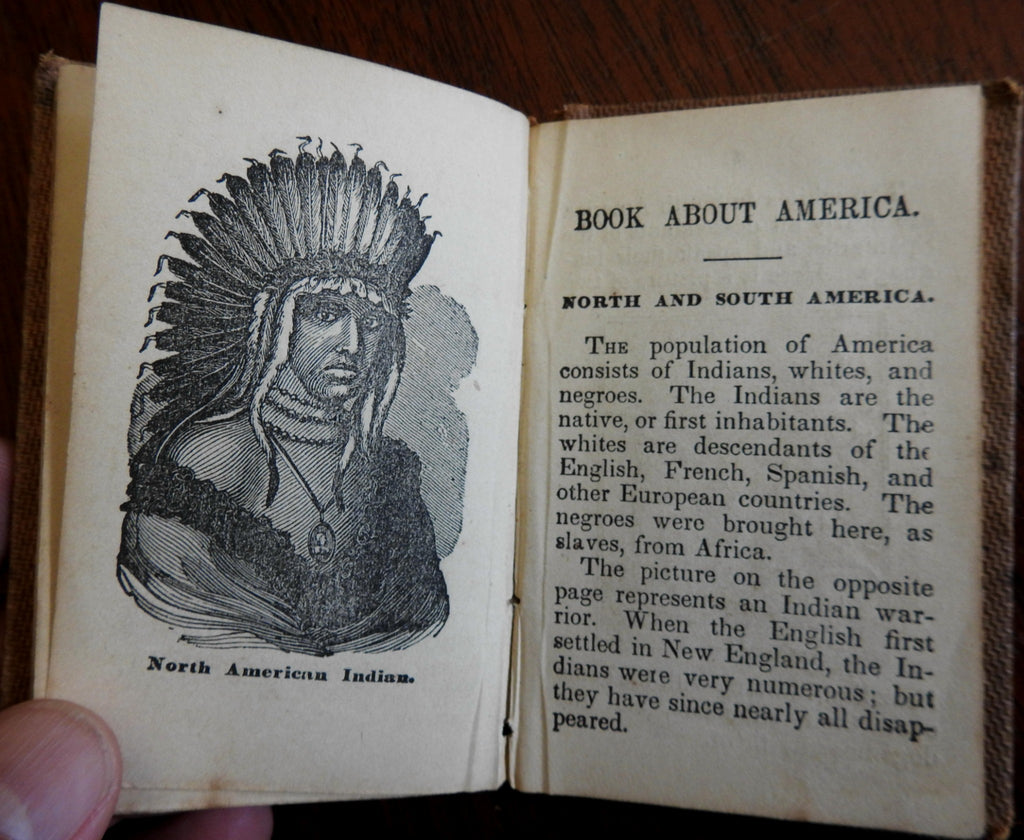 North American Indian.
BOOK ABOUT AMERICA.
NORTH AND SOUTH AMERICA.
THE population of America
consists of Indians, whites, and
negroes. The Indians are the
native, or first inhabitants. The
whites are descendants of the
English, French, Spanish, and
other European countries. The
negroes were brought here, as
slaves, from Africa.
The picture on the opposite
page represents an Indian war-
rior. When the English first
settled in New England, the In-
dians were very numerous; but
they have since nearly all disap-
peared.